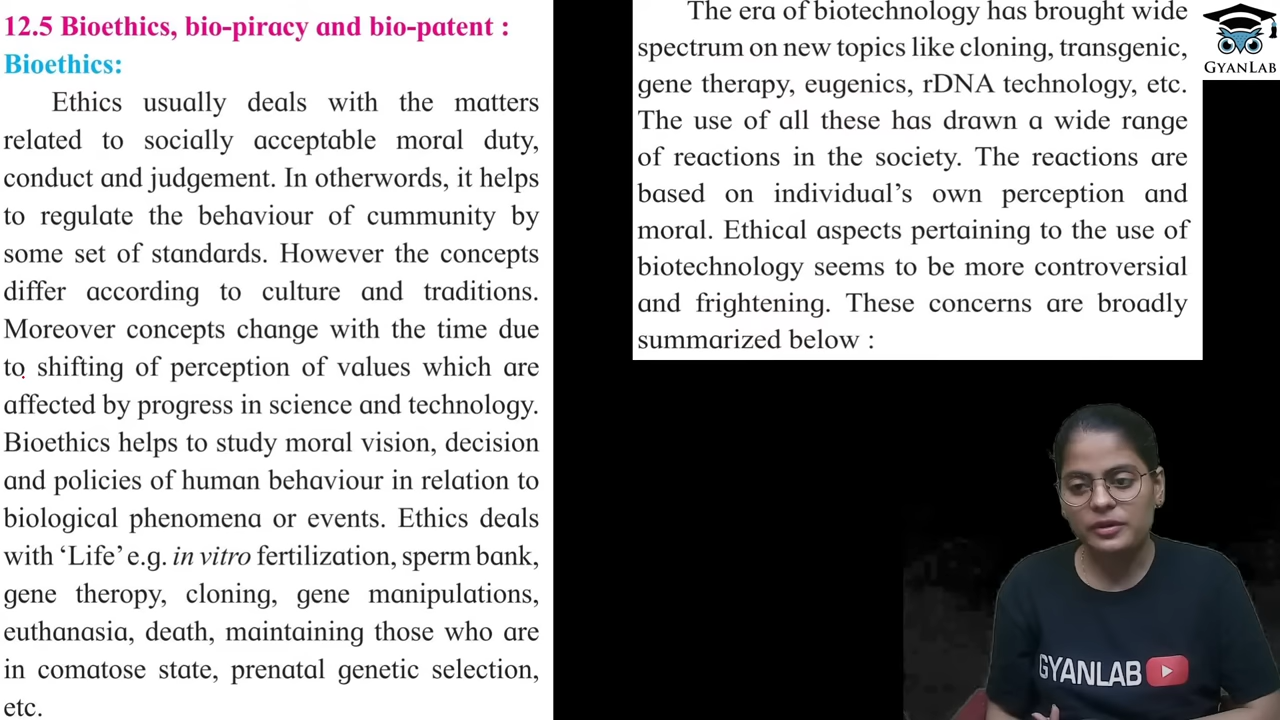 12.5 Bioethics, bio-piracy and bio-patent :
Bioethics:
Ethics usually deals with the matters
related to socially acceptable moral duty,
conduct and judgement. In otherwords, it helps
to regulate the behaviour of cummunity by
some set of standards. However the concepts
differ according to culture and traditions.
Moreover concepts change with the time due
to shifting of perception of values which are
affected by progress in science and technology.
Bioethics helps to study moral vision, decision
and policies of human behaviour in relation to
biological phenomena or events. Ethics deals
with ‘Life’ e.g. in vitro fertilization, sperm bank,
gene theropy, cloning, gene manipulations,
euthanasia, death, maintaining those who are
in comatose state, prenatal genetic selection,
etc.
The era of biotechnology has brought wide
spectrum on new topics like cloning, transgenic,
gene therapy, eugenics, rDNA technology, etc.
The use of all these has drawn a wide range
of reactions in the society. The reactions are
based on individual’s own perception and
moral. Ethical aspects pertaining to the use of
biotechnology seems to be more controversial
and frightening. These concerns are broadly
summarized below :
GYANLAB
GYANLAB